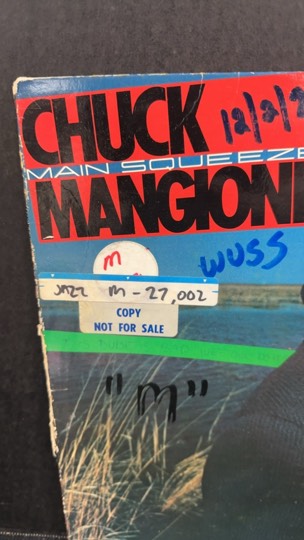 CHUCK
12/2/
MAIN SQUEEZE
MANGION
WUSS
M
JAZZ M-27,002
COPY
NOT FOR SALE
"M"